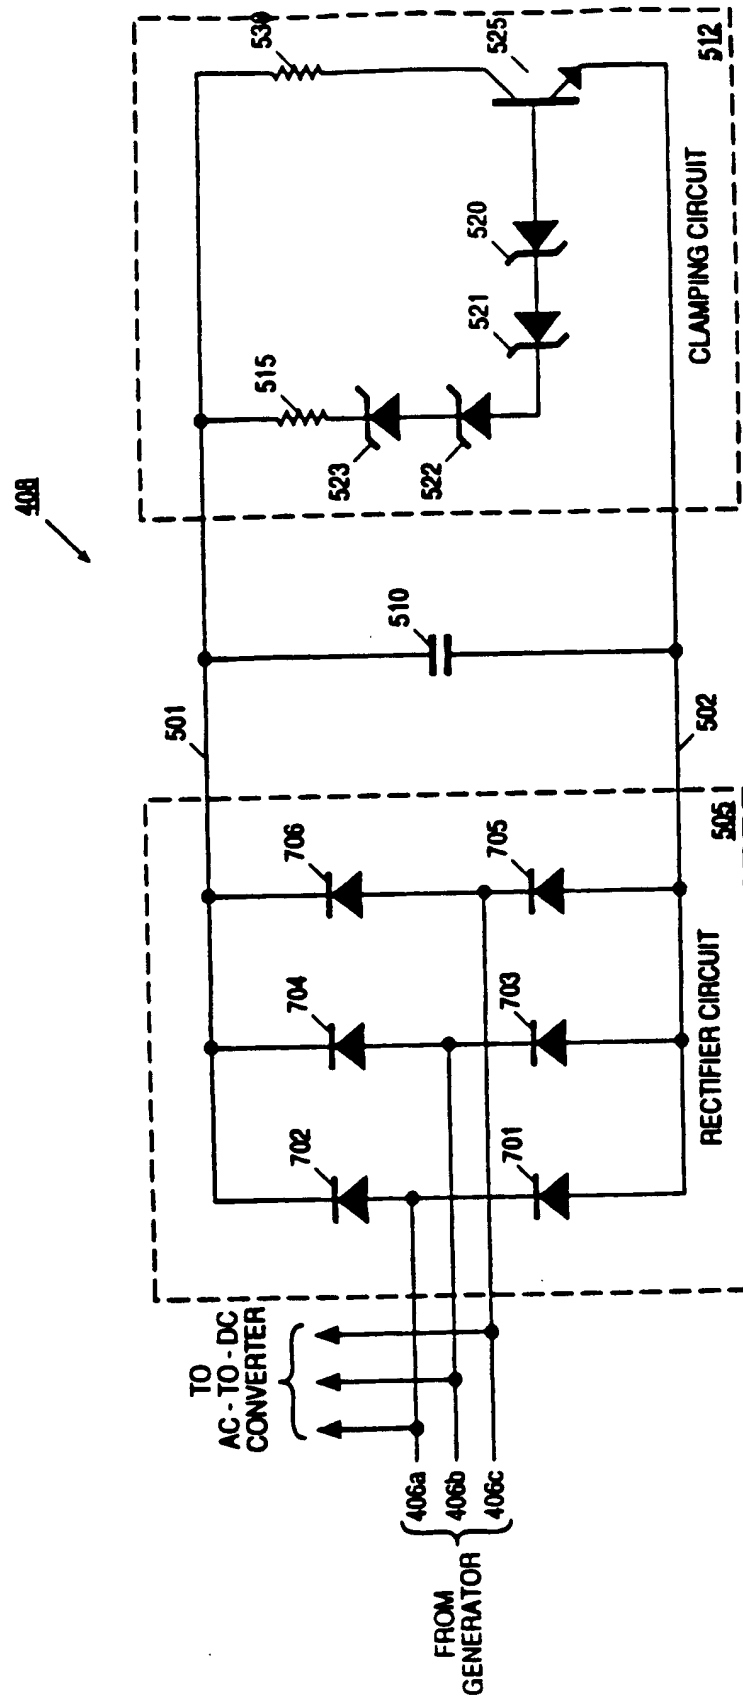 408
FROM
GENERATOR
406a
406b
406c
TO
AC-TO-DC
CONVERTER
702
704
706
701
703
705
RECTIFIER CIRCUIT
505
501
510
502
515
523
522
521
520
530
525
CLAMPING CIRCUIT
512